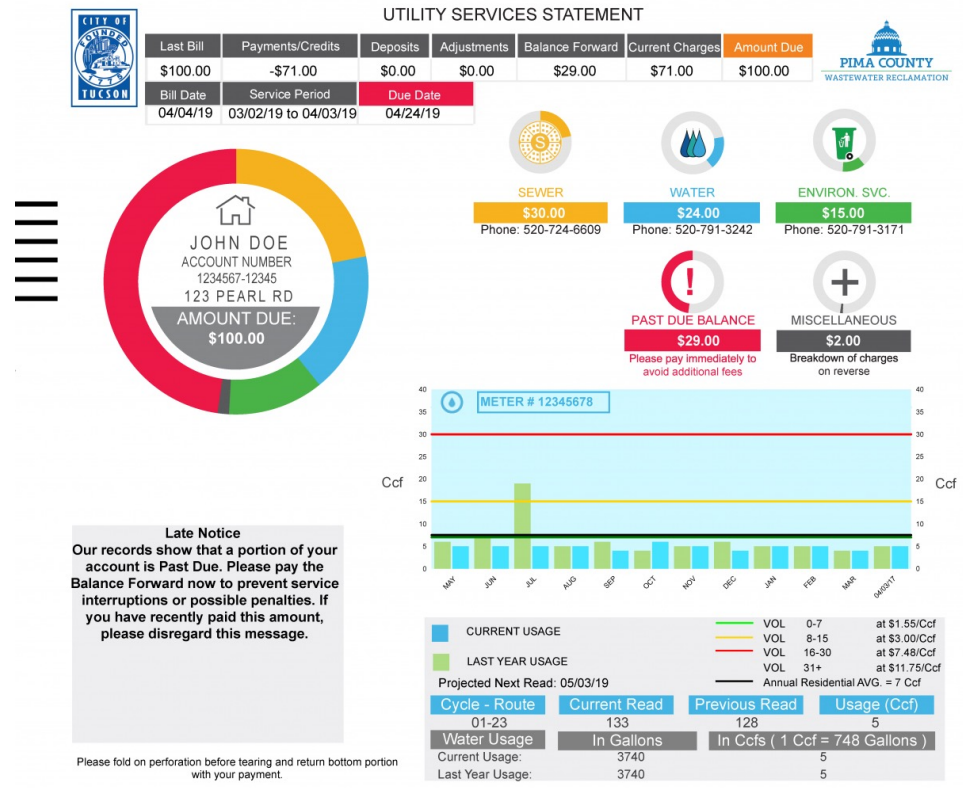 UTILITY SERVICES STATEMENT
CITY OF
TUCSON
FOUNDED
1775
Last Bill Payments/Credits Deposits Adjustments Balance Forward Current Charges Amount Due
$100.00 -$71.00 $0.00 $0.00 $29.00 $71.00 $100.00
Bill Date Service Period Due Date
04/04/19 03/02/19 to 04/03/19 04/24/19
PIMA COUNTY
WASTEWATER RECLAMATION
S
SEWER WATER ENVIRON. SVC.
$30.00 $24.00 $15.00
Phone: 520-724-6609 Phone: 520-791-3242 Phone: 520-791-3171
JOHN DOE
ACCOUNT NUMBER
1234567-12345
123 PEARL RD
AMOUNT DUE:
$100.00
!
PAST DUE BALANCE MISCELLANEOUS
$29.00 $2.00
Please pay immediately to Breakdown of charges
avoid additional fees on reverse
METER # 12345678
40 40
35 35
30 30
25 25
Ccf 20 20 Ccf
15 15
10 10
5 5
0 0
MAY JUN JUL AUG SEP OCT NOV DEC JAN FEB MAR 04/03/17
Late Notice
Our records show that a portion of your
account is Past Due. Please pay the
Balance Forward now to prevent service
interruptions or possible penalties. If
you have recently paid this amount,
please disregard this message.
CURRENT USAGE
LAST YEAR USAGE
Projected Next Read: 05/03/19
VOL 0-7 at $1.55/Ccf
VOL 8-15 at $3.00/Ccf
VOL 16-30 at $7.48/Ccf
VOL 31+ at $11.75/Ccf
Annual Residential AVG. = 7 Ccf
Cycle - Route Current Read Previous Read Usage (Ccf)
01-23 133 128 5
Water Usage In Gallons In Ccfs ( 1 Ccf = 748 Gallons )
Current Usage: 3740 5
Last Year Usage: 3740 5
Please fold on perforation before tearing and return bottom portion
with your payment.